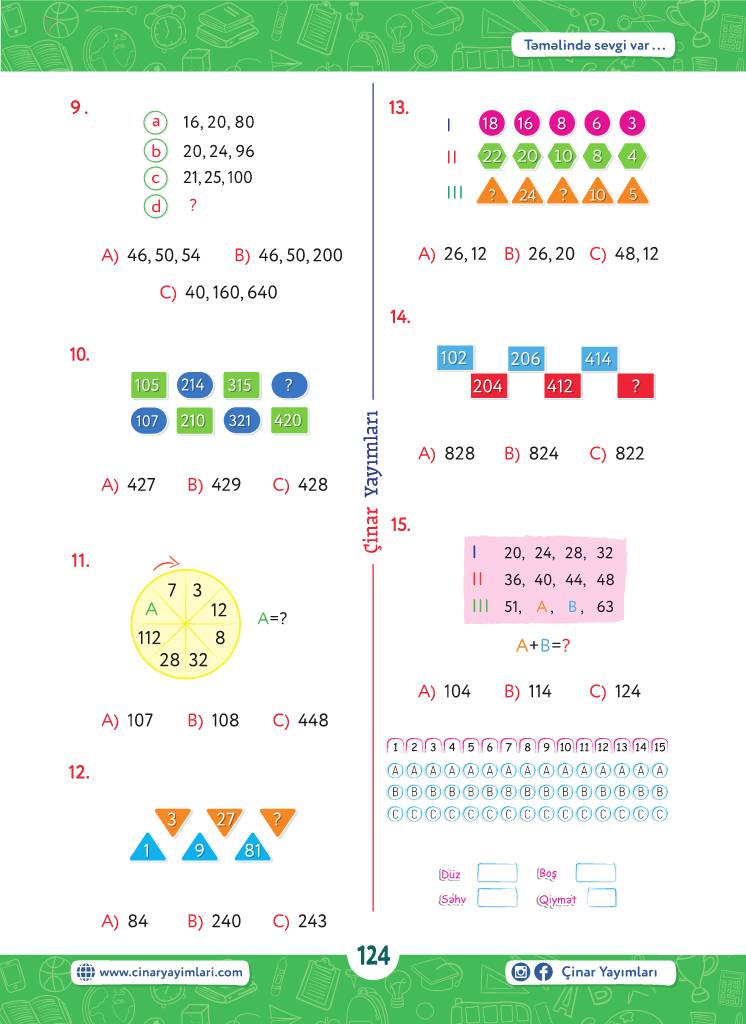 Təməlində sevgi var ...
9 .
a 16, 20, 80
b 20, 24, 96
c 21, 25, 100
d ?
A) 46, 50, 54 B) 46, 50, 200
C) 40, 160, 640
10.
105 214 315 ?
107 210 321 420
A) 427 B) 429 C) 428
11.
7 3
A 12
112 8
28 32
A=?
A) 107 B) 108 C) 448
12.
3 27 ?
1 9 81
A) 84 B) 240 C) 243
Çinar Yayımları
13.
I 18 16 8 6 3
II 22 20 10 8 4
III ? 24 ? 10 5
A) 26, 12 B) 26, 20 C) 48, 12
14.
102 206 414
204 412 ?
A) 828 B) 824 C) 822
15.
I 20, 24, 28, 32
II 36, 40, 44, 48
III 51, A, B, 63
A+B=?
A) 104 B) 114 C) 124
1 2 3 4 5 6 7 8 9 10 11 12 13 14 15
A A A A A A A A A A A A A A A
B B B B B B B B B B B B B B B
C C C C C C C C C C C C C C C
Düz Boş
Səhv Qiymət
124
www.cinaryayimlari.com
Çinar Yayımları